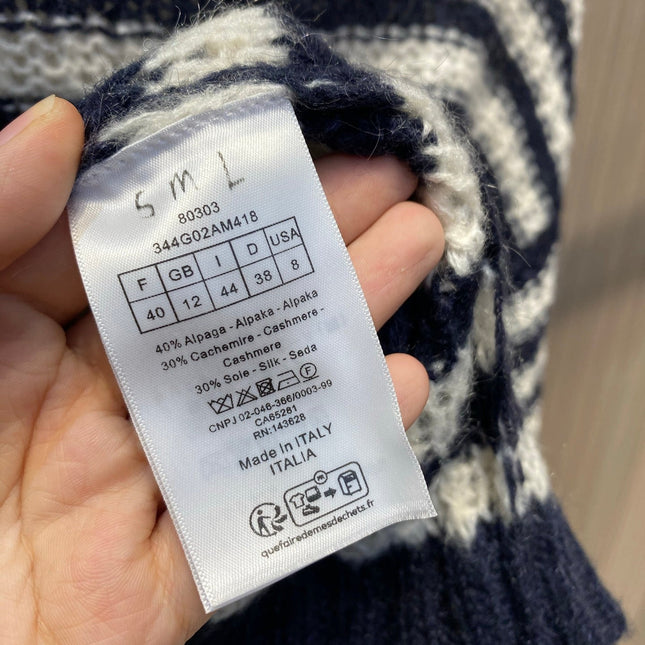 S M L
80303
344G02AM418
F GB I D USA
40 12 44 38 8
40% Alpaga - Alpaka - Alpaka
30% Cachemire - Cashmere -
Cashmere
30% Soie - Silk - Seda
CNPJ 02-046-366/0003-99
CA65281
RN:143628
Made In ITALY
ITALIA
FR
quefairedemesdechets.fr